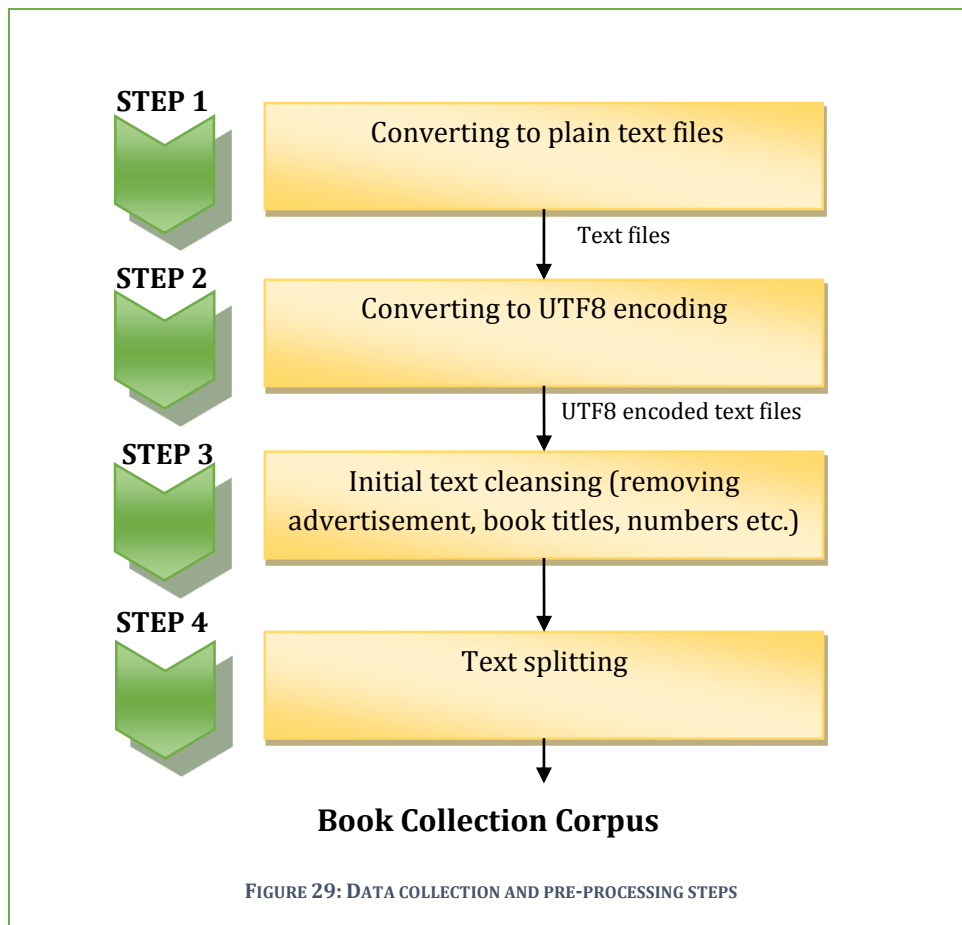 STEP 1
Converting to plain text files
Text files
STEP 2
Converting to UTF8 encoding
UTF8 encoded text files
STEP 3
Initial text cleansing (removing
advertisement, book titles, numbers etc.)
STEP 4
Text splitting
Book Collection Corpus
FIGURE 29: DATA COLLECTION AND PRE-PROCESSING STEPS